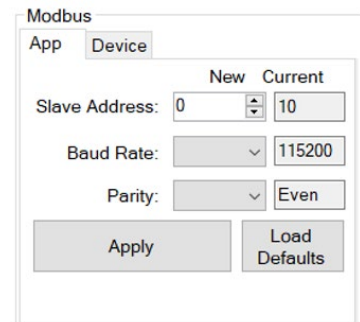 Modbus
App Device
New Current
Slave Address: 0 10
Baud Rate: 115200
Parity: Even
Apply Load Defaults